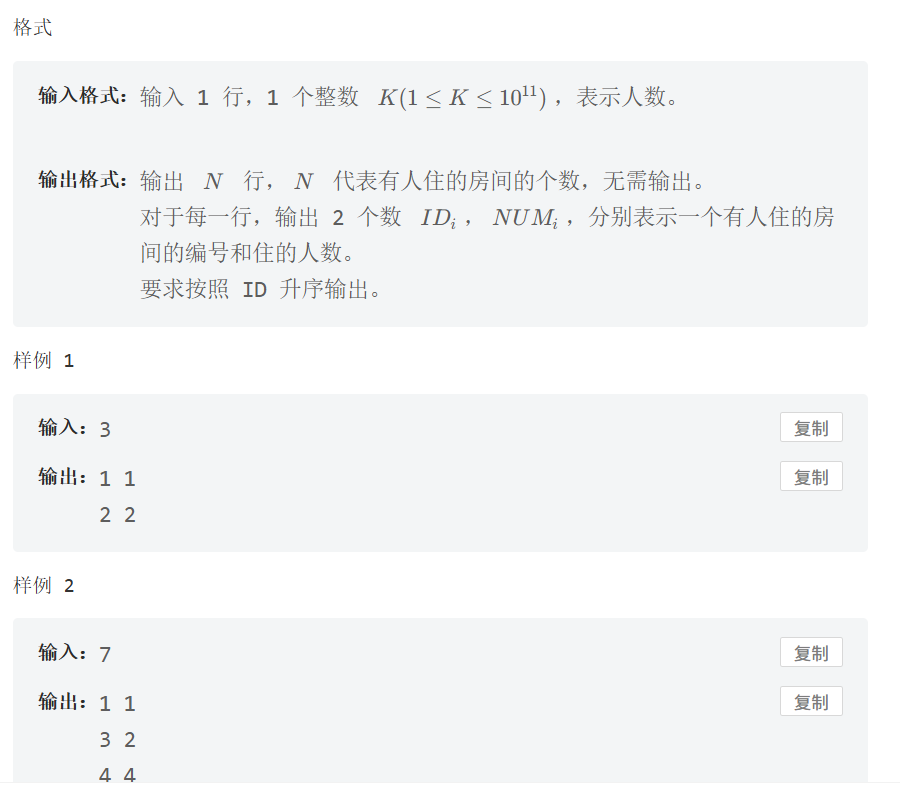 格式
输入格式: 输入 1 行，1 个整数 K(1 ≤ K ≤ 10¹¹)，表示人数。
输出格式: 输出 N 行，N 代表有人住的房间的个数，无需输出。
对于每一行，输出 2 个数 IDᵢ，NUMᵢ，分别表示一个有人住的房
间的编号和住的人数。
要求按照 ID 升序输出。
样例 1
输入: 3 复制
输出: 1 1 复制
2 2
样例 2
输入: 7 复制
输出: 1 1 复制
3 2
4 4